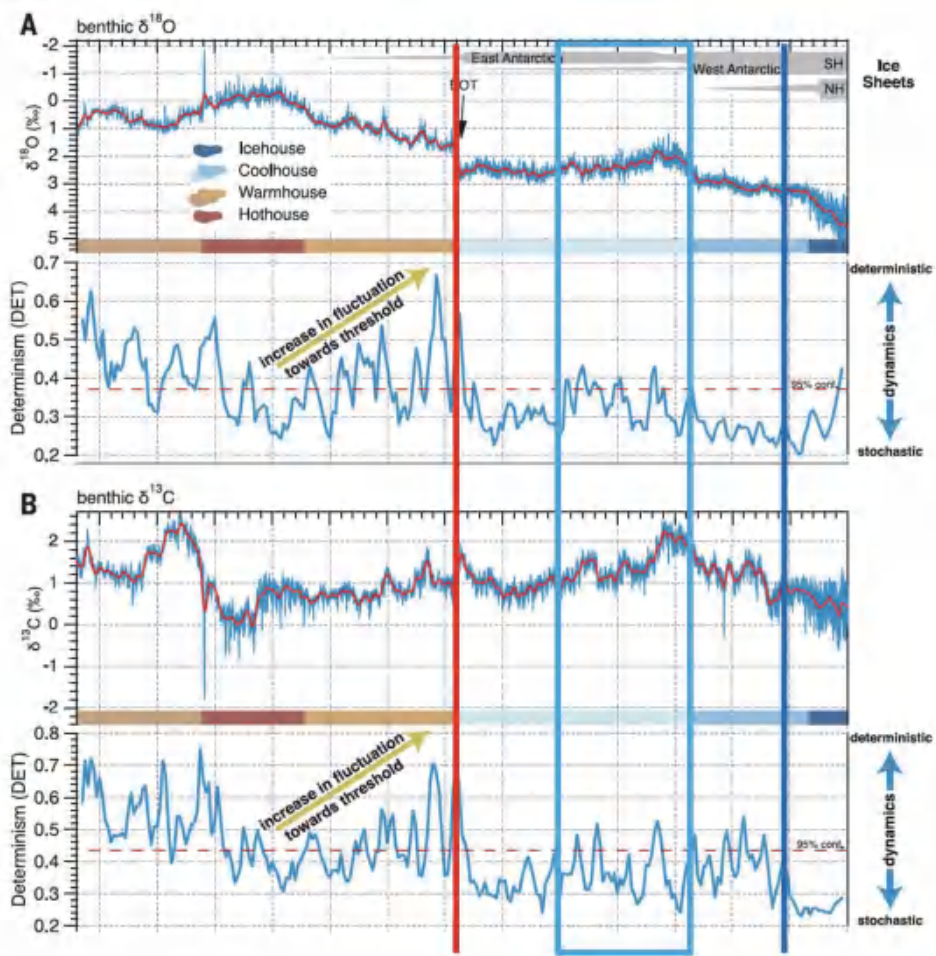 A benthic δ18O
-2
-1
0
1
2
3
4
5
δ18O (‰)
East Antarctic
West Antarctic
SH
NH
Ice
Sheets
Icehouse
Coolhouse
Warmhouse
Hothouse
0.7
0.6
0.5
0.4
0.3
0.2
Determinism (DET)
increase in fluctuation
towards threshold
95% conf.
deterministic
dynamics
stochastic
B benthic δ13C
2
1
0
-1
-2
δ13C (‰)
0.8
0.7
0.6
0.5
0.4
0.3
0.2
Determinism (DET)
increase in fluctuation
towards threshold
95% conf.
deterministic
dynamics
stochastic